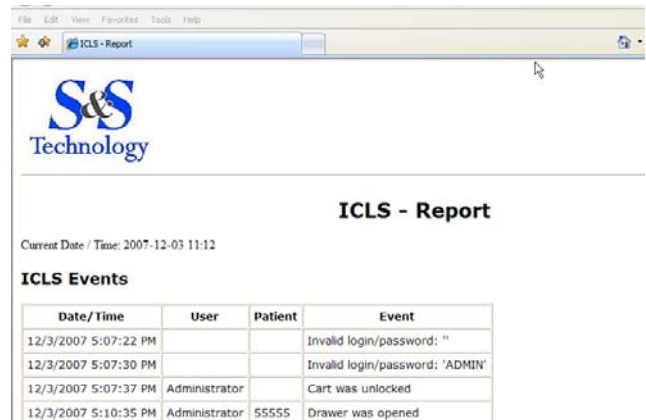 File Edit View Favorites Tools Help
ICLS - Report
S&S
Technology
ICLS - Report
Current Date / Time: 2007-12-03 11:12
ICLS Events
Date/Time User Patient Event
12/3/2007 5:07:22 PM Invalid login/password: ''
12/3/2007 5:07:30 PM Invalid login/password: 'ADMIN'
12/3/2007 5:07:37 PM Administrator Cart was unlocked
12/3/2007 5:10:35 PM Administrator 55555 Drawer was opened